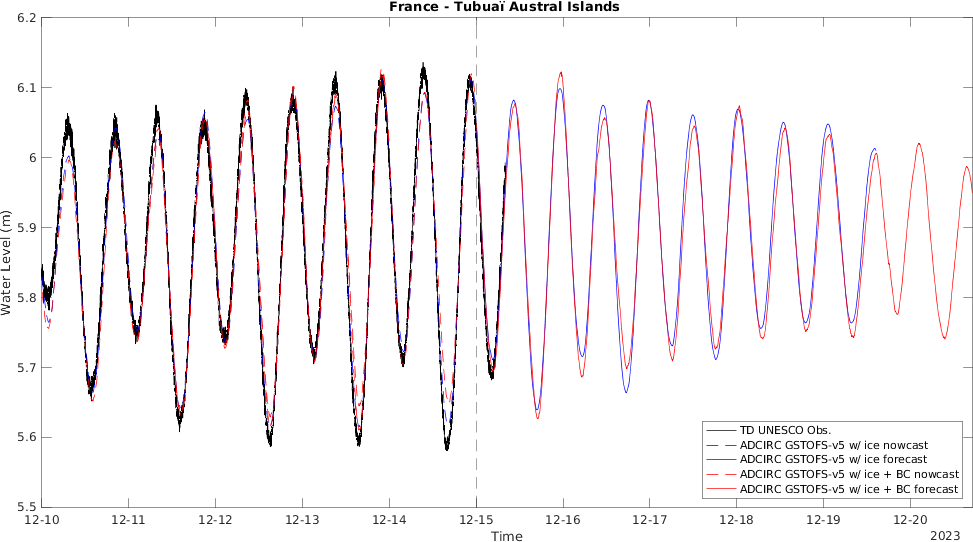 France - Tubuaï Austral Islands
Water Level (m)
6.2
6.1
6
5.9
5.8
5.7
5.6
5.5
TD UNESCO Obs.
ADCIRC GSTOFS-v5 w/ ice nowcast
ADCIRC GSTOFS-v5 w/ ice forecast
ADCIRC GSTOFS-v5 w/ ice + BC nowcast
ADCIRC GSTOFS-v5 w/ ice + BC forecast
12-10 12-11 12-12 12-13 12-14 12-15 12-16 12-17 12-18 12-19 12-20
Time
2023